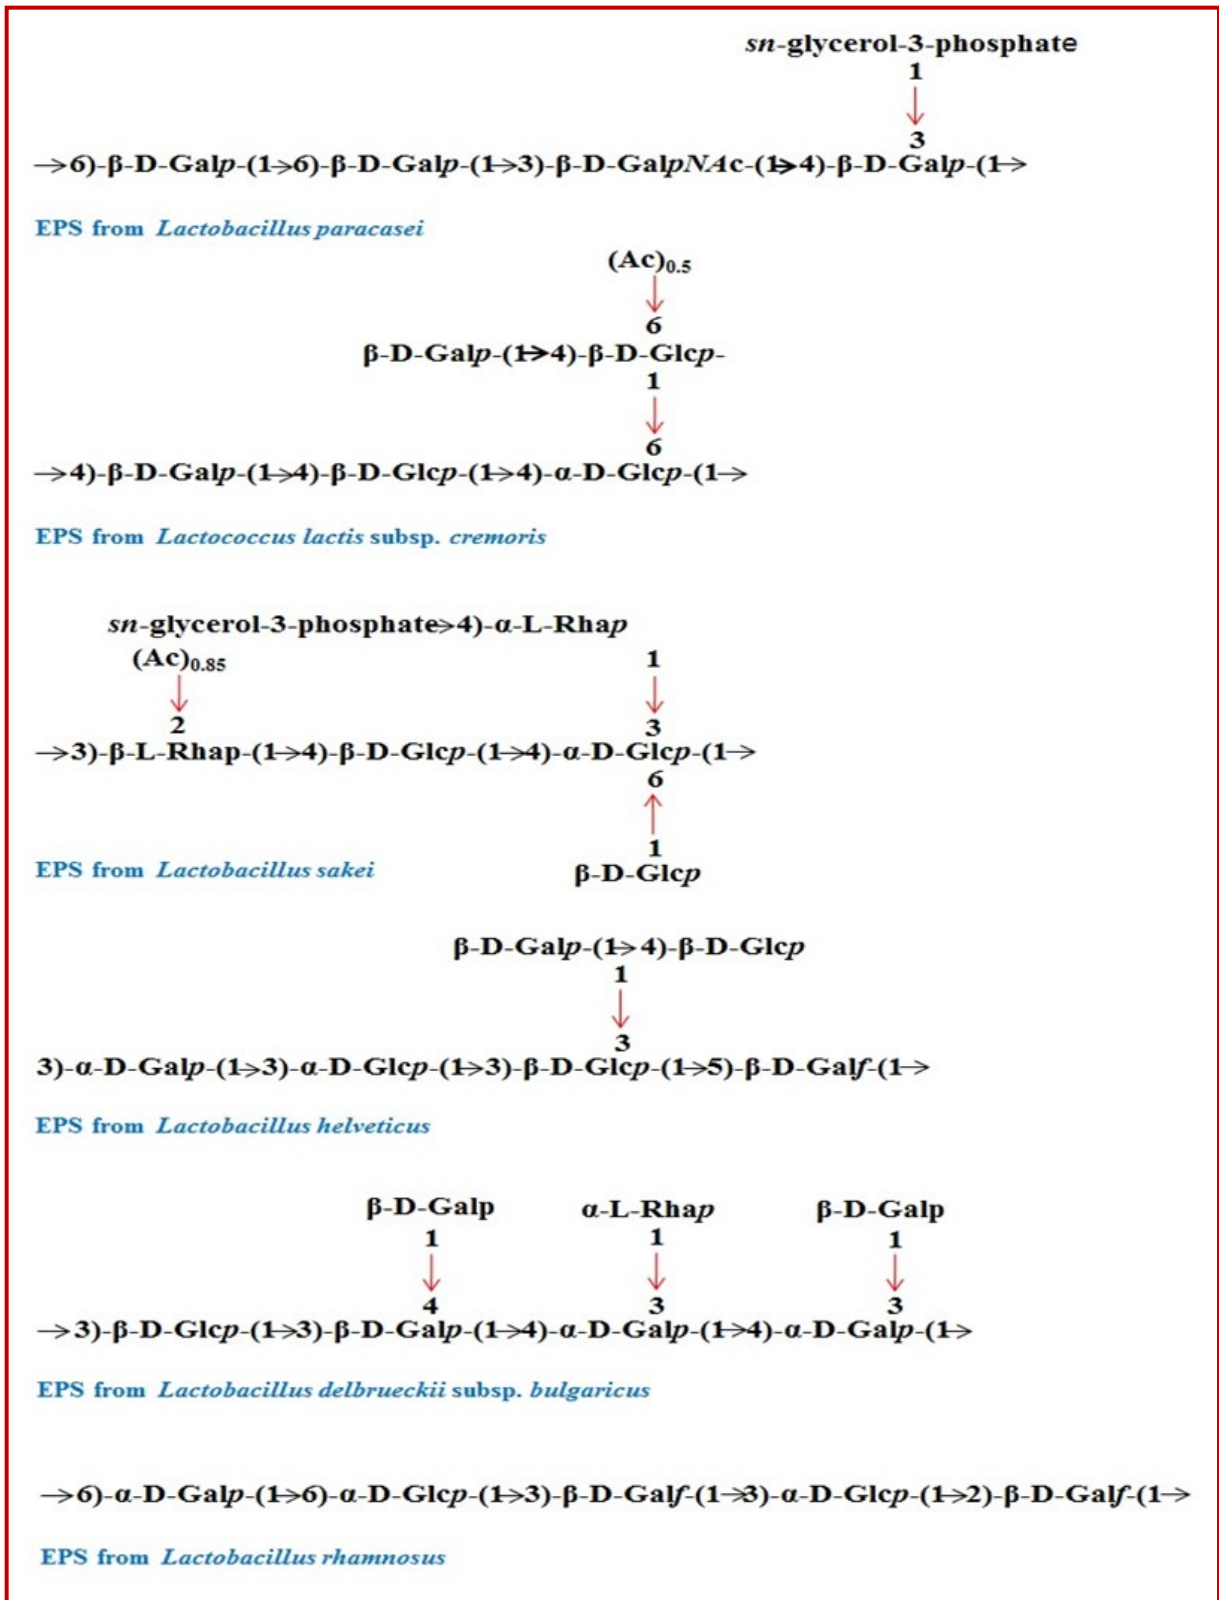 sn-glycerol-3-phosphate
1
↓
3
→6)-β-D-Galp-(1→6)-β-D-Galp-(1→3)-β-D-GalpNAc-(1→4)-β-D-Galp-(1→
EPS from Lactobacillus paracasei
(Ac)0.5
↓
6
β-D-Galp-(1→4)-β-D-Glcp-
1
↓
6
→4)-β-D-Galp-(1→4)-β-D-Glcp-(1→4)-α-D-Glcp-(1→
EPS from Lactococcus lactis subsp. cremoris
sn-glycerol-3-phosphate→4)-α-L-Rhap
(Ac)0.85 1
↓ ↓
2 3
→3)-β-L-Rhap-(1→4)-β-D-Glcp-(1→4)-α-D-Glcp-(1→
6
↑
1
EPS from Lactobacillus sakei
β-D-Glcp
β-D-Galp-(1→4)-β-D-Glcp
1
↓
3
3)-α-D-Galp-(1→3)-α-D-Glcp-(1→3)-β-D-Glcp-(1→5)-β-D-Galf-(1→
EPS from Lactobacillus helveticus
β-D-Galp α-L-Rhap β-D-Galp
1 1 1
↓ ↓ ↓
4 3 3
→3)-β-D-Glcp-(1→3)-β-D-Galp-(1→4)-α-D-Galp-(1→4)-α-D-Galp-(1→
EPS from Lactobacillus delbrueckii subsp. bulgaricus
→6)-α-D-Galp-(1→6)-α-D-Glcp-(1→3)-β-D-Galf-(1→3)-α-D-Glcp-(1→2)-β-D-Galf-(1→
EPS from Lactobacillus rhamnosus